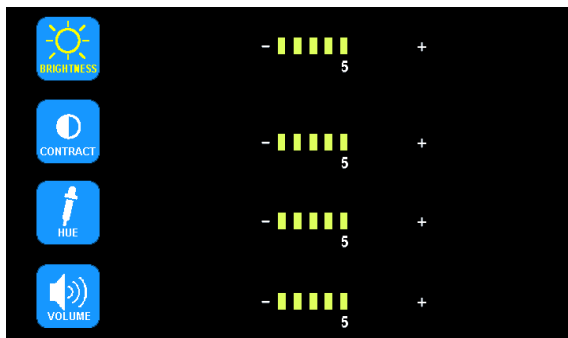 BRIGHTNESS - +
5
CONTRACT - +
5
HUE - +
5
VOLUME - +
5